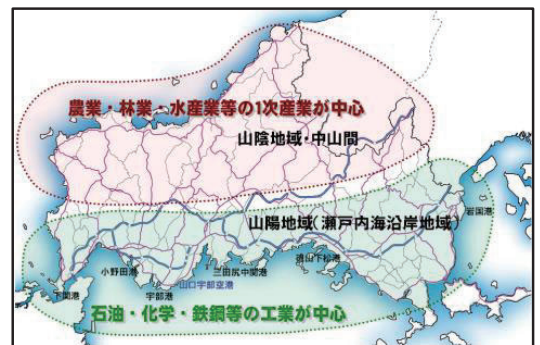 農業・林業・水産業等の1次産業が中心
山陰地域・中山間
岩国港
山陽地域（瀬戸内海沿岸地域）
徳山下松港
小野田港
三田尻中関港
山口宇部空港
下関港
宇部港
石油・化学・鉄鋼等の工業が中心